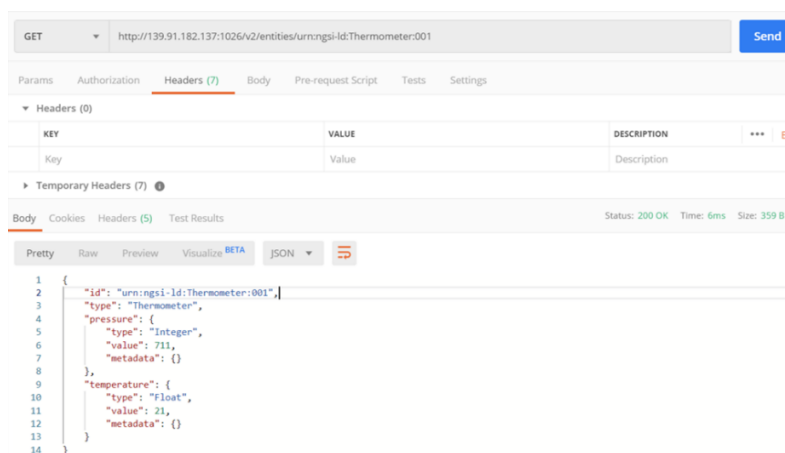 GET http://139.91.182.137:1026/v2/entities/urn:ngsi-ld:Thermometer:001 Send
Params Authorization Headers (7) Body Pre-request Script Tests Settings
Headers (0)
KEY VALUE DESCRIPTION •••
Key Value Description
Temporary Headers (7)
Body Cookies Headers (5) Test Results Status: 200 OK Time: 6ms Size: 359 B
Pretty Raw Preview Visualize BETA JSON
1 {
2 "id": "urn:ngsi-ld:Thermometer:001",
3 "type": "Thermometer",
4 "pressure": {
5 "type": "Integer",
6 "value": 711,
7 "metadata": {}
8 },
9 "temperature": {
10 "type": "Float",
11 "value": 21,
12 "metadata": {}
13 }
14 }